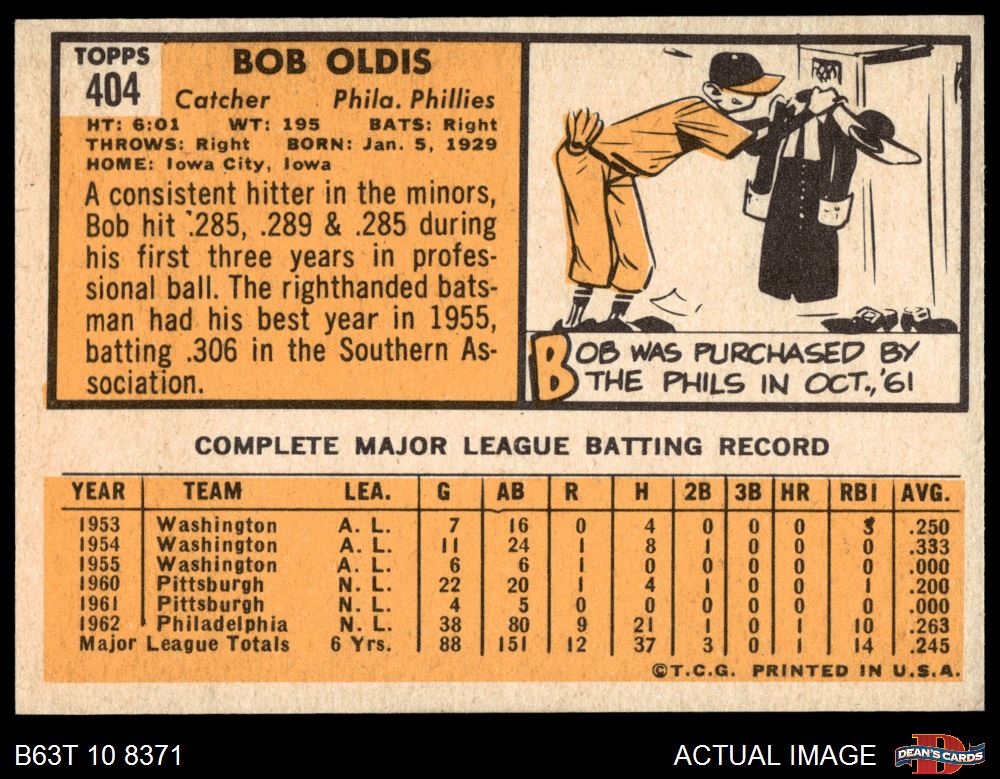 TOPPS
404
BOB OLDIS
Catcher Phila. Phillies
HT: 6:01 WT: 195 BATS: Right
THROWS: Right BORN: Jan. 5, 1929
HOME: Iowa City, Iowa
A consistent hitter in the minors,
Bob hit .285, .289 & .285 during
his first three years in profes-
sional ball. The righthanded bats-
man had his best year in 1955,
batting .306 in the Southern As-
sociation.
BOB WAS PURCHASED BY
THE PHILS IN OCT., '61
COMPLETE MAJOR LEAGUE BATTING RECORD
YEAR TEAM LEA. G AB R H 2B 3B HR RBI AVG.
1953 Washington A. L. 7 16 0 4 0 0 0 3 .250
1954 Washington A. L. 11 24 1 8 1 0 0 0 .333
1955 Washington A. L. 6 6 1 0 0 0 0 0 .000
1960 Pittsburgh N. L. 22 20 1 4 1 0 0 1 .200
1961 Pittsburgh N. L. 4 5 0 0 0 0 0 0 .000
1962 Philadelphia N. L. 38 80 9 21 1 0 1 10 .263
Major League Totals 6 Yrs. 88 151 12 37 3 0 1 14 .245
©T.C.G. PRINTED IN U.S.A.
B63T 10 8371 ACTUAL IMAGE DEAN'S CARDS